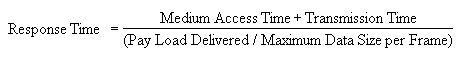 Response Time = Medium Access Time + Transmission Time
(Pay Load Delivered / Maximum Data Size per Frame)